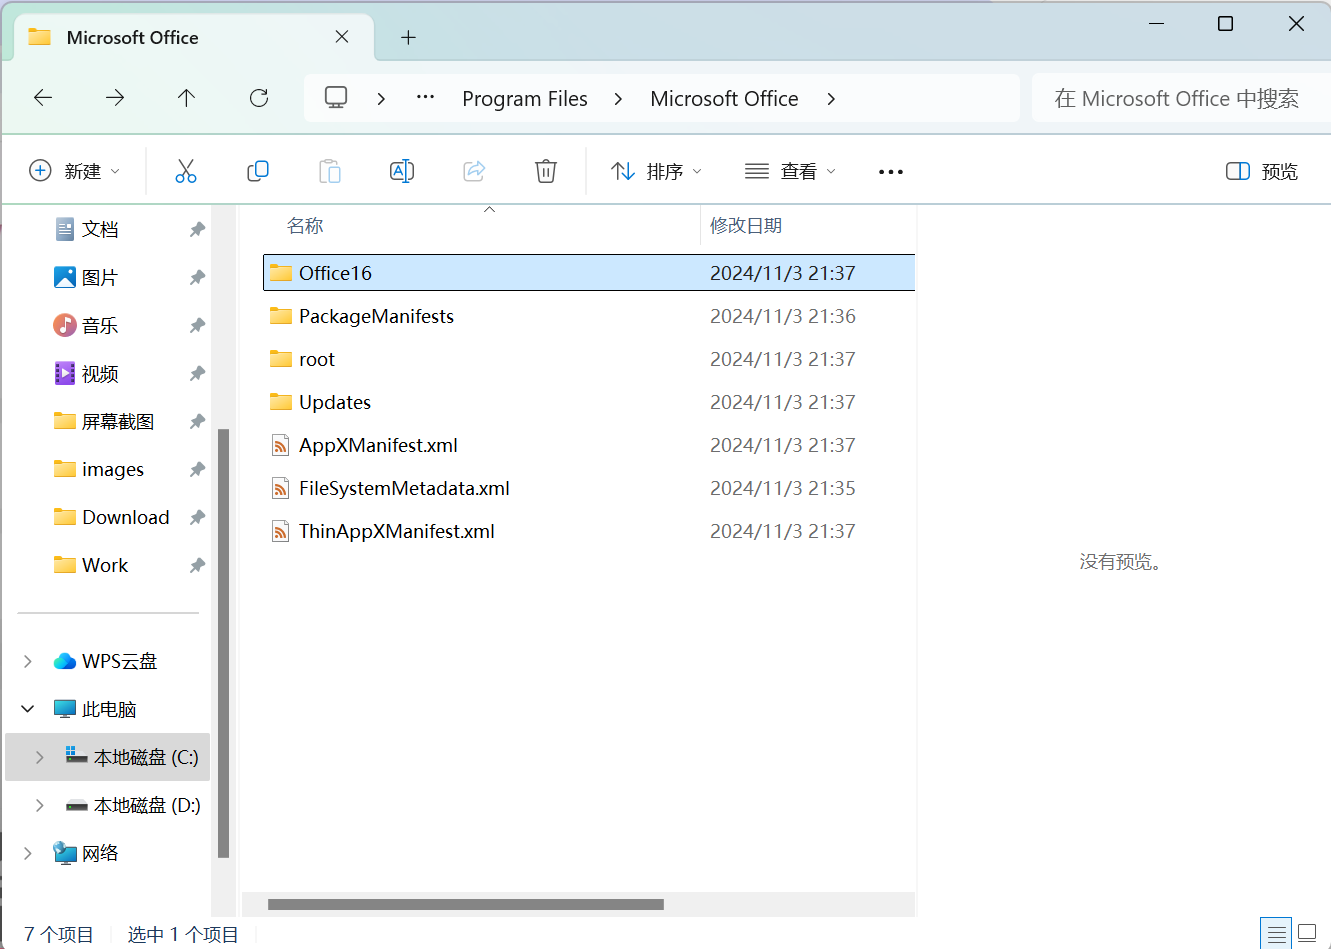 Microsoft Office
Program Files
Microsoft Office
在 Microsoft Office 中搜索
新建
排序
查看
预览
文档
图片
音乐
视频
屏幕截图
images
Download
Work
WPS云盘
此电脑
本地磁盘 (C:)
本地磁盘 (D:)
网络
名称 修改日期
Office16 2024/11/3 21:37
PackageManifests 2024/11/3 21:36
root 2024/11/3 21:37
Updates 2024/11/3 21:37
AppXManifest.xml 2024/11/3 21:37
FileSystemMetadata.xml 2024/11/3 21:35
ThinAppXManifest.xml 2024/11/3 21:37
没有预览。
7 个项目 选中 1 个项目